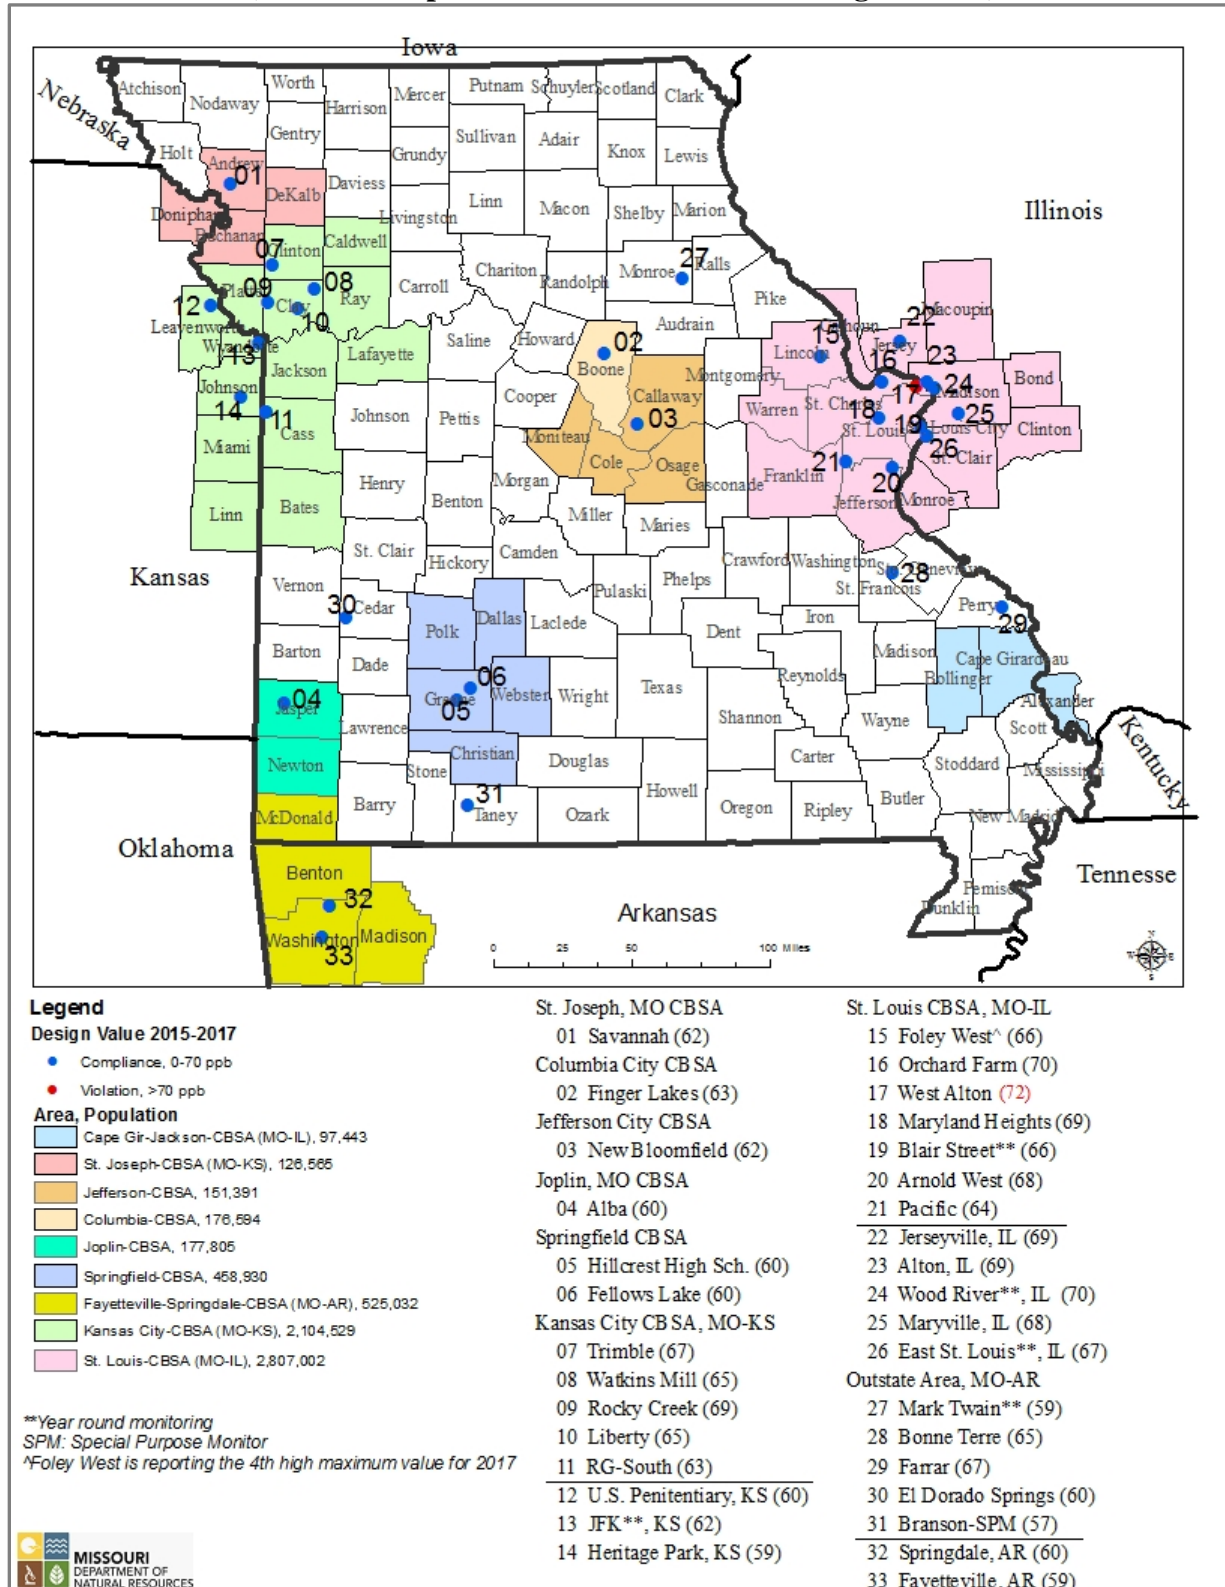 Iowa
Nebraska
Illinois
Kansas
Oklahoma
Arkansas
Kentucky
Tennesse
Atchison
Nodaway
Worth
Harrison
Mercer
Putnam
Schuyler
Scotland
Clark
Gentry
Sullivan
Adair
Knox
Lewis
Holt
Andrew
01
DeKalb
Daviess
Grundy
Linn
Macon
Shelby
Marion
Doniphan
Buchanan
Livingston
Caldwell
Clinton
07
Chariton
Randolph
Monroe
27
Ralls
Carroll
Pike
Macoupin
Platte
09
Clay
08
10
Ray
12
Leavenworth
Wyandotte
13
Saline
Howard
02
Boone
Audrain
Calhoun
22
Jersey
15
Lincoln
16
23
Jackson
Lafayette
Johnson
14
11
Cass
Johnson
Pettis
Cooper
Callaway
03
Montgomery
Warren
St. Charles
17
24
Madison
Bond
18
St. Louis
19
St. Louis City
25
26
Clinton
St. Clair
Miami
Moniteau
Cole
Osage
Gasconade
Franklin
21
20
Jefferson
Monroe
Linn
Bates
Henry
Benton
Morgan
Miller
Maries
St. Clair
Hickory
Camden
Pulaski
Phelps
Crawford
Washington
Ste. Genevieve
28
St. Francois
Vernon
30
Cedar
Polk
Dallas
Laclede
Dent
Iron
Perry
29
Barton
Dade
Madison
Cape Girardeau
Bollinger
Reynolds
04
Jasper
Greene
06
05
Webster
Wright
Texas
Shannon
Wayne
Alexander
Scott
Lawrence
Newton
Stone
Christian
Douglas
Carter
Stoddard
Mississippi
McDonald
Barry
31
Taney
Ozark
Howell
Oregon
Ripley
Butler
New Madrid
Pemiscot
Dunklin
Benton
32
Washington
Madison
33
0 25 50 100 Miles
N
W E
S
Legend
Design Value 2015-2017
Compliance, 0-70 ppb
Violation, >70 ppb
Area, Population
Cape Gir-Jackson-CBSA (MO-IL), 97,443
St. Joseph-CBSA (MO-KS), 126,565
Jefferson-CBSA, 151,391
Columbia-CBSA, 176,594
Joplin-CBSA, 177,805
Springfield-CBSA, 458,930
Fayetteville-Springdale-CBSA (MO-AR), 525,032
Kansas City-CBSA (MO-KS), 2,104,529
St. Louis-CBSA (MO-IL), 2,807,002
**Year round monitoring
SPM: Special Purpose Monitor
^Foley West is reporting the 4th high maximum value for 2017
MISSOURI
DEPARTMENT OF
NATURAL RESOURCES
St. Joseph, MO CBSA
01 Savannah (62)
Columbia City CBSA
02 Finger Lakes (63)
Jefferson City CBSA
03 New Bloomfield (62)
Joplin, MO CBSA
04 Alba (60)
Springfield CBSA
05 Hillcrest High Sch. (60)
06 Fellows Lake (60)
Kansas City CBSA, MO-KS
07 Trimble (67)
08 Watkins Mill (65)
09 Rocky Creek (69)
10 Liberty (65)
11 RG-South (63)
12 U.S. Penitentiary, KS (60)
13 JFK**, KS (62)
14 Heritage Park, KS (59)
St. Louis CBSA, MO-IL
15 Foley West^ (66)
16 Orchard Farm (70)
17 West Alton (72)
18 Maryland Heights (69)
19 Blair Street** (66)
20 Arnold West (68)
21 Pacific (64)
22 Jerseyville, IL (69)
23 Alton, IL (69)
24 Wood River**, IL (70)
25 Maryville, IL (68)
26 East St. Louis**, IL (67)
Outstate Area, MO-AR
27 Mark Twain** (59)
28 Bonne Terre (65)
29 Farrar (67)
30 El Dorado Springs (60)
31 Branson-SPM (57)
32 Springdale, AR (60)
33 Fayetteville, AR (59)